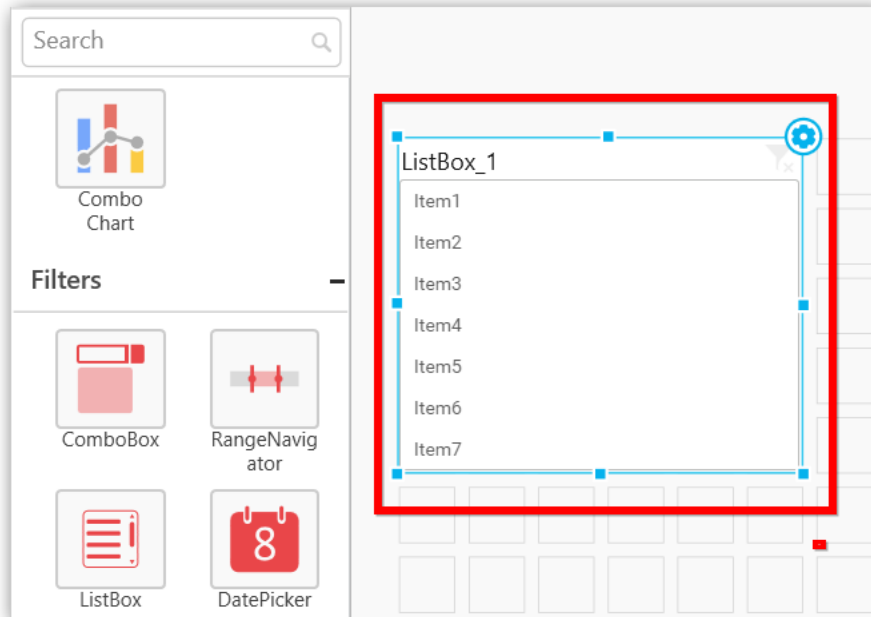 Search
Combo
Chart
Filters
ComboBox
RangeNavig
ator
ListBox
8
DatePicker
ListBox_1
Item1
Item2
Item3
Item4
Item5
Item6
Item7